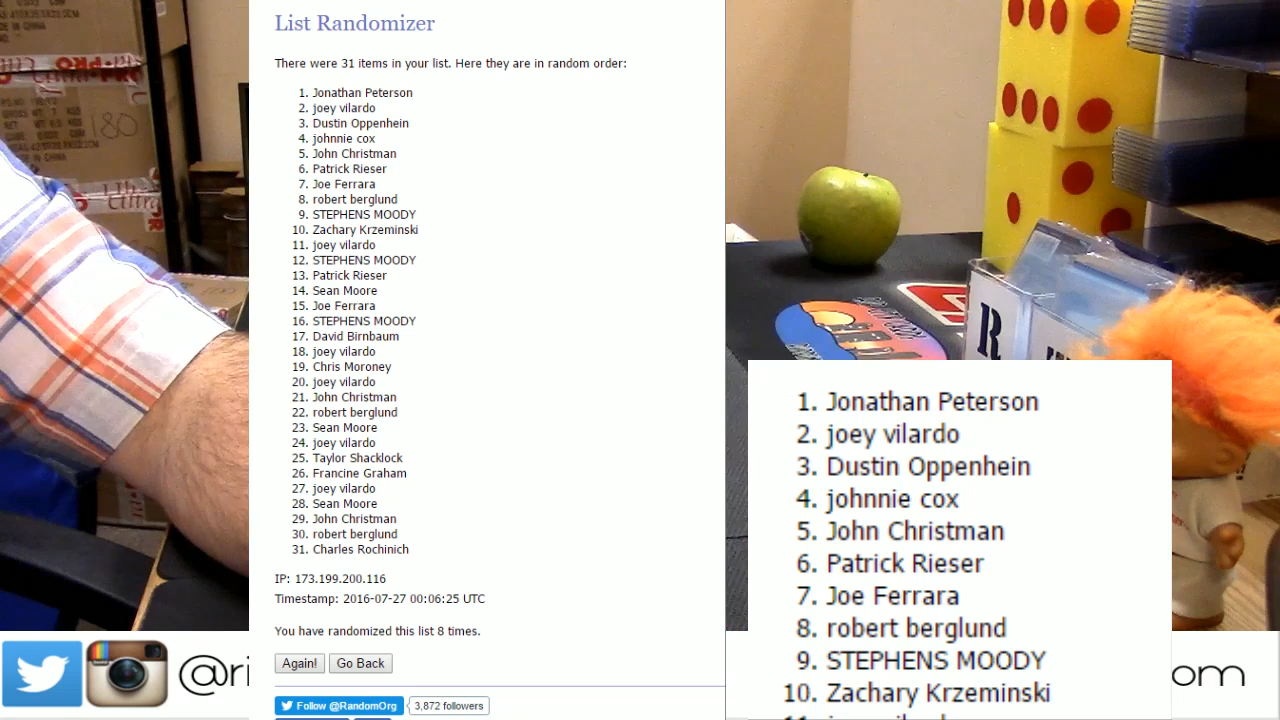 List Randomizer
There were 31 items in your list. Here they are in random order:
1. Jonathan Peterson
2. joey vilardo
3. Dustin Oppenhein
4. johnnie cox
5. John Christman
6. Patrick Rieser
7. Joe Ferrara
8. robert berglund
9. STEPHENS MOODY
10. Zachary Krzeminski
11. joey vilardo
12. STEPHENS MOODY
13. Patrick Rieser
14. Sean Moore
15. Joe Ferrara
16. STEPHENS MOODY
17. David Birnbaum
18. joey vilardo
19. Chris Moroney
20. joey vilardo
21. John Christman
22. robert berglund
23. Sean Moore
24. joey vilardo
25. Taylor Shacklock
26. Francine Graham
27. joey vilardo
28. Sean Moore
29. John Christman
30. robert berglund
31. Charles Rochinich
IP: 173.199.200.116
Timestamp: 2016-07-27 00:06:25 UTC
You have randomized this list 8 times.
Again! Go Back
Follow @RandomOrg 3,872 followers
1. Jonathan Peterson
2. joey vilardo
3. Dustin Oppenhein
4. johnnie cox
5. John Christman
6. Patrick Rieser
7. Joe Ferrara
8. robert berglund
9. STEPHENS MOODY
10. Zachary Krzeminski
R
180
@ri
om